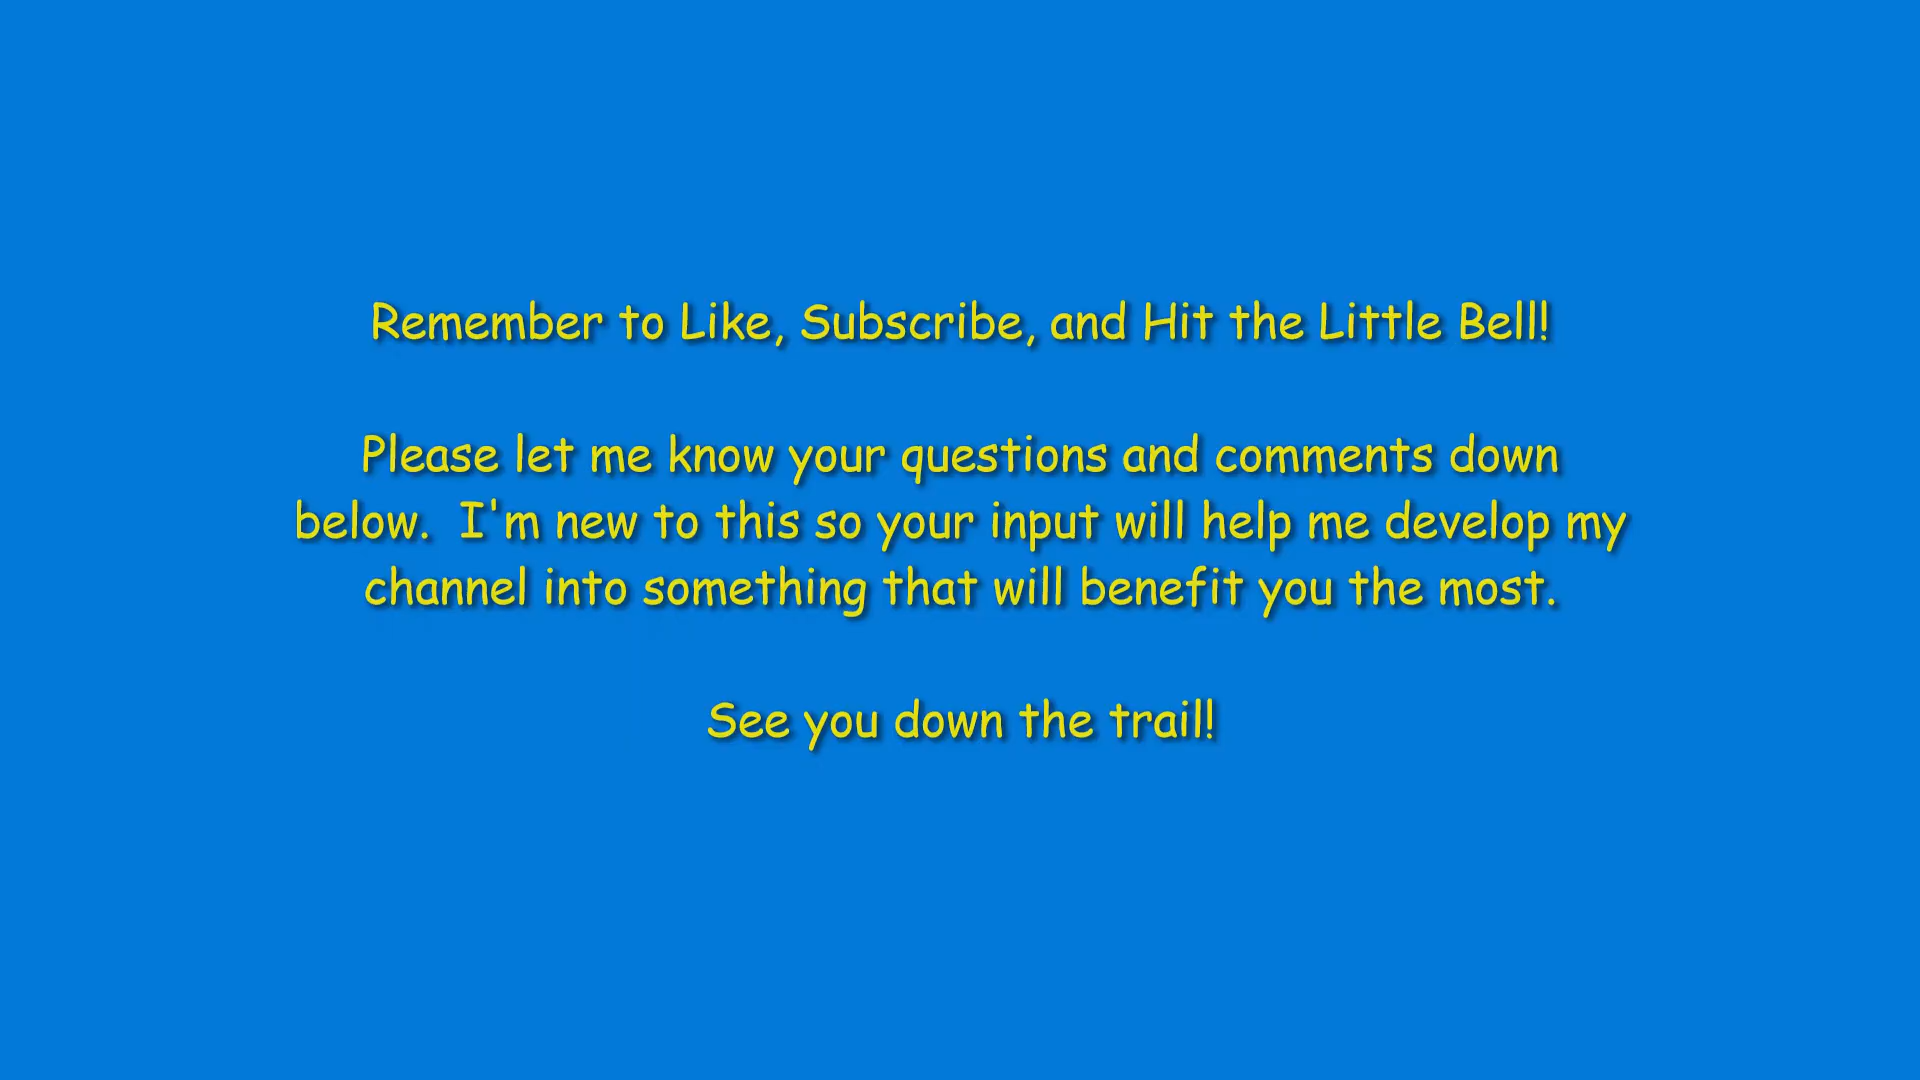 Remember to Like, Subscribe, and Hit the Little Bell!
Please let me know your questions and comments down
below.  I'm new to this so your input will help me develop my
channel into something that will benefit you the most.
See you down the trail!